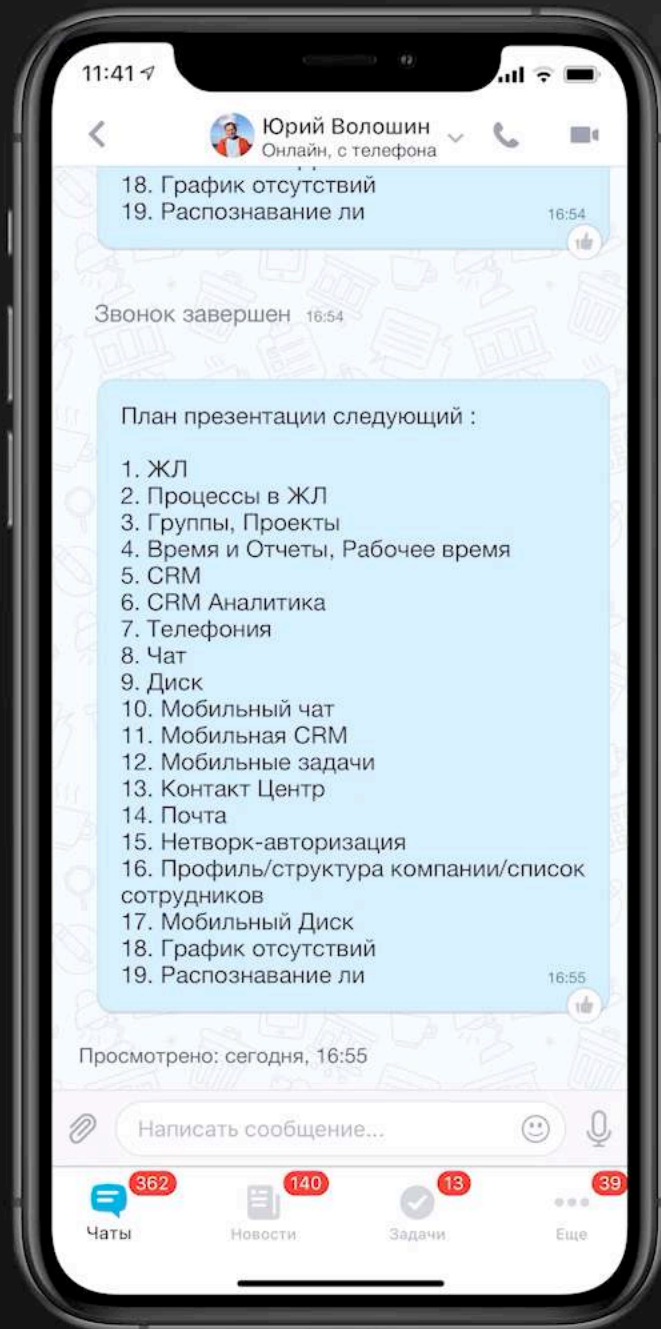 11:41
Юрий Волошин
Онлайн, с телефона
18. График отсутствий
19. Распознавание ли
16:54
Звонок завершен 16:54
План презентации следующий :
1. ЖЛ
2. Процессы в ЖЛ
3. Группы, Проекты
4. Время и Отчеты, Рабочее время
5. CRM
6. CRM Аналитика
7. Телефония
8. Чат
9. Диск
10. Мобильный чат
11. Мобильная CRM
12. Мобильные задачи
13. Контакт Центр
14. Почта
15. Нетворк-авторизация
16. Профиль/структура компании/список
сотрудников
17. Мобильный Диск
18. График отсутствий
19. Распознавание ли
16:55
Просмотрено: сегодня, 16:55
Написать сообщение...
362 140 13 39
Чаты Новости Задачи Еще